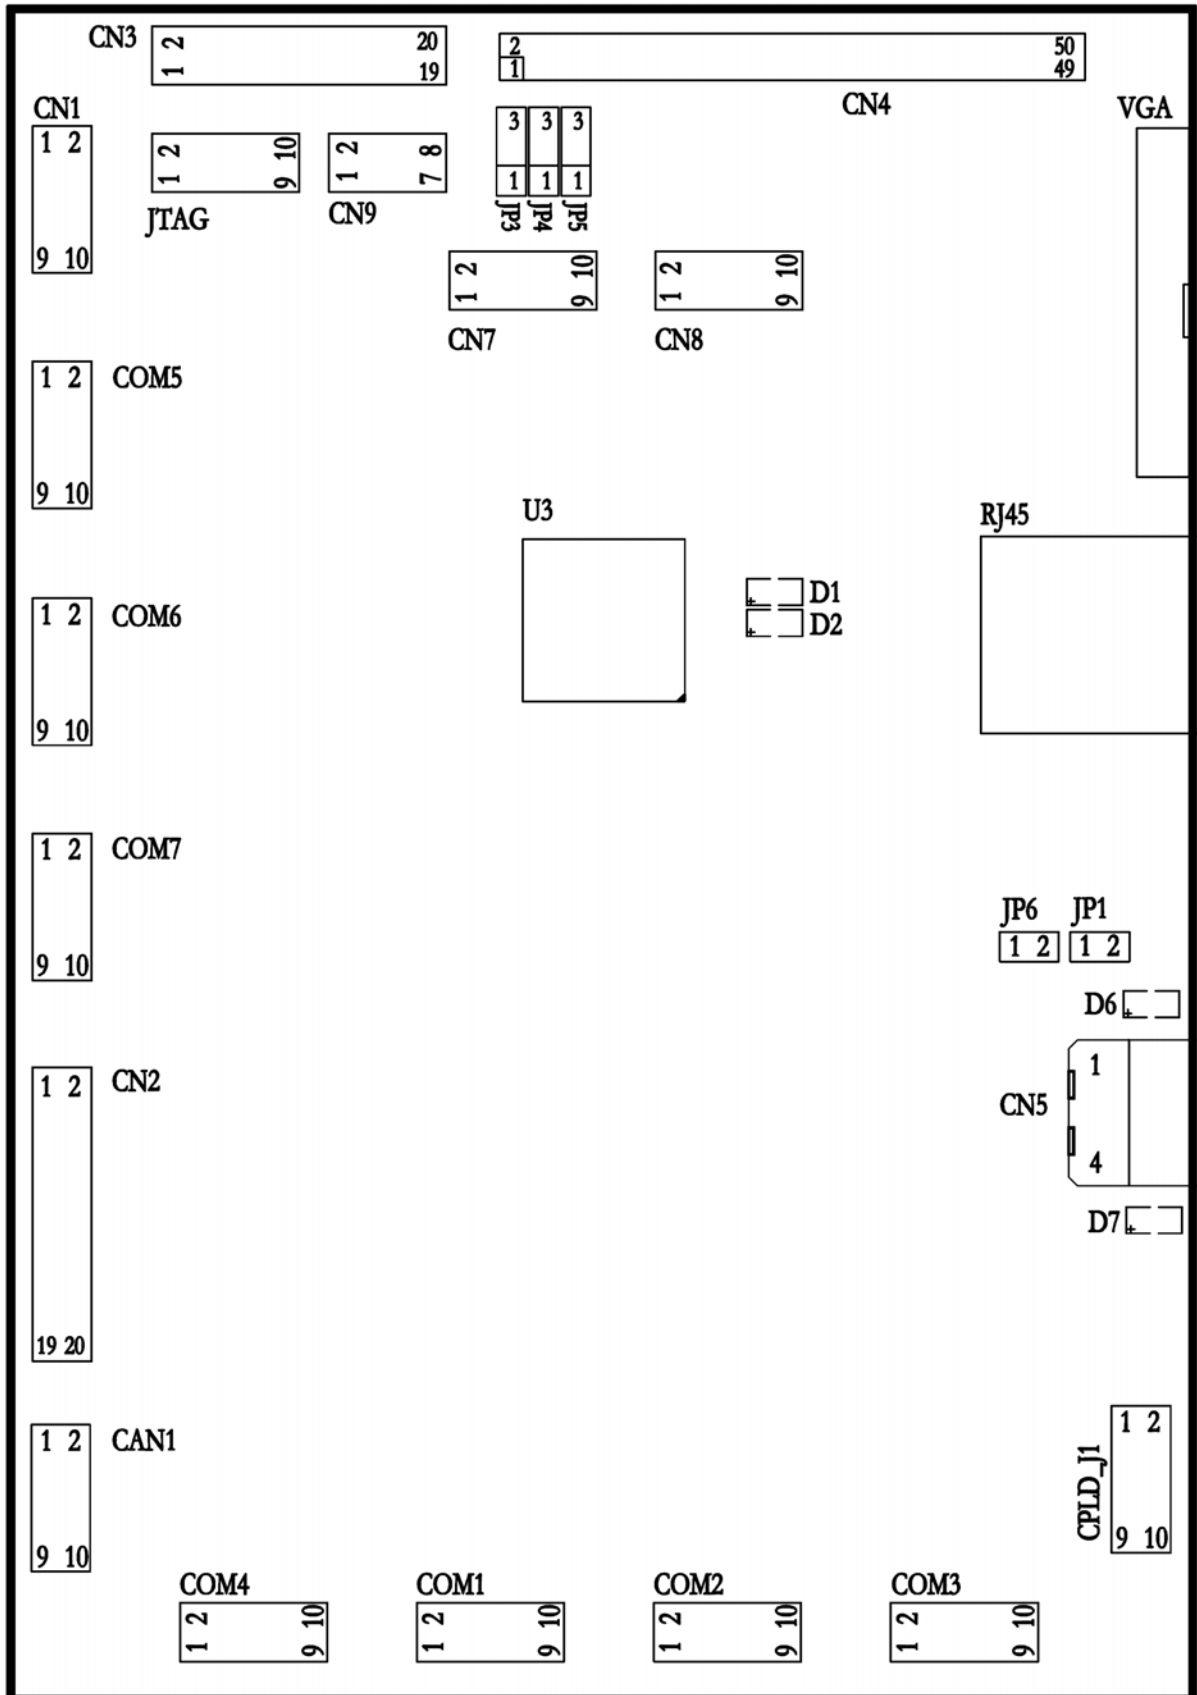 CN3
2 20
1 19
2 50
1 49
CN4
CN1
1 2
9 10
2 10
1 9
JTAG
2 8
1 7
CN9
3 3 3
1 1 1
JP3 JP4 JP5
VGA
2 10
1 9
CN7
2 10
1 9
CN8
COM5
1 2
9 10
U3
RJ45
D1
+
D2
+
COM6
1 2
9 10
COM7
1 2
9 10
JP6 JP1
1 2 1 2
D6
+
CN2
1 2
19 20
CN5
1
4
D7
+
CAN1
1 2
9 10
CPLD_J1
1 2
9 10
COM4 COM1 COM2 COM3
2 10 2 10 2 10 2 10
1 9 1 9 1 9 1 9